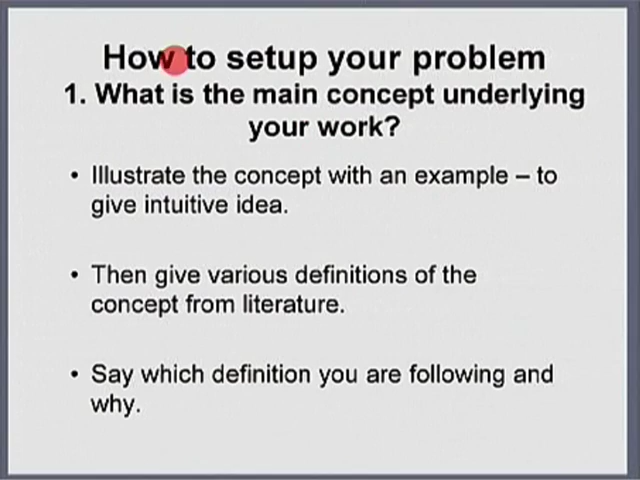 How to setup your problem
1. What is the main concept underlying
your work?
• Illustrate the concept with an example – to
give intuitive idea.
• Then give various definitions of the
concept from literature.
• Say which definition you are following and
why.